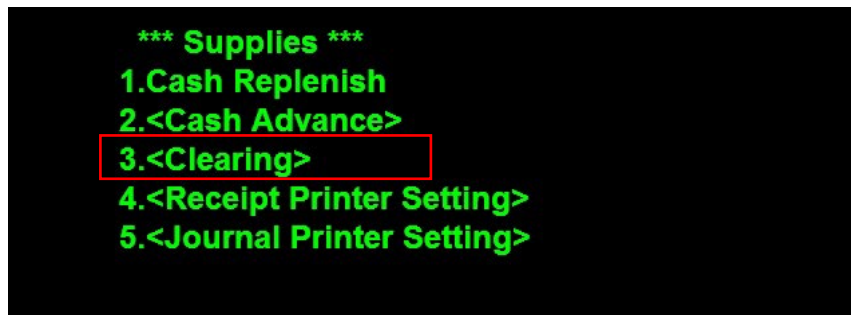 *** Supplies ***
1.Cash Replenish
2.<Cash Advance>
3.<Clearing>
4.<Receipt Printer Setting>
5.<Journal Printer Setting>